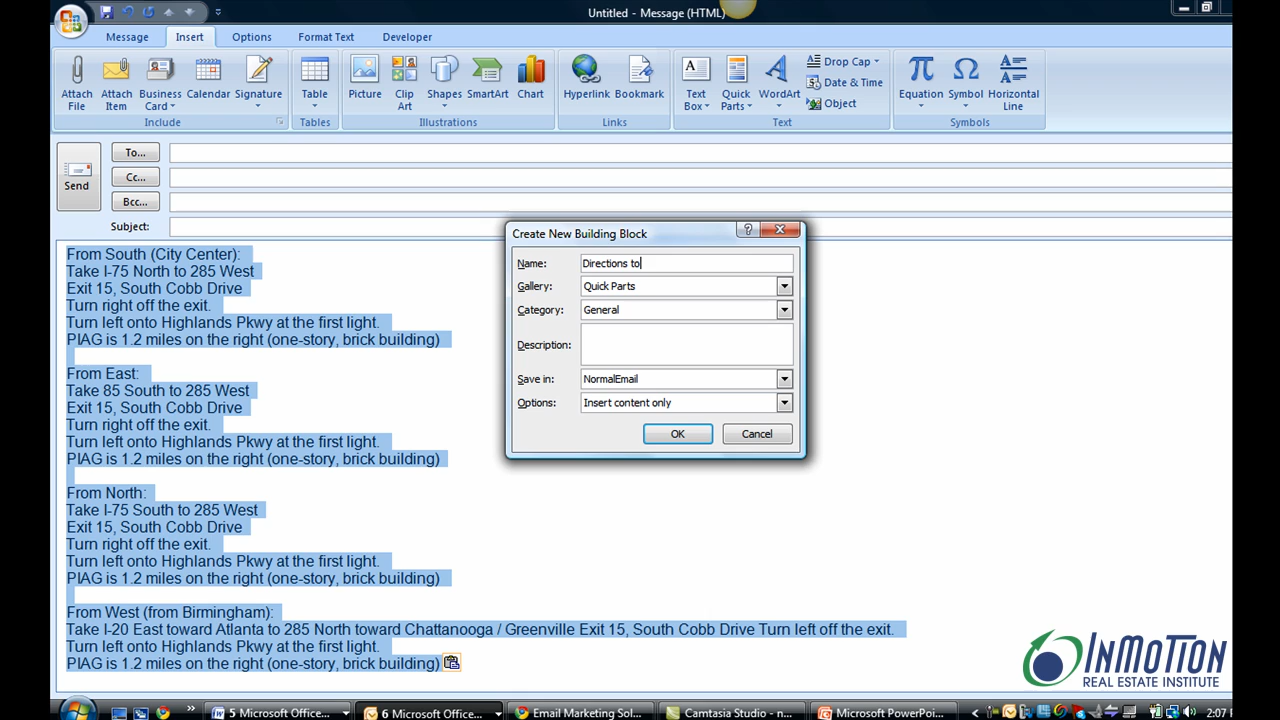 Untitled - Message (HTML)
Message Insert Options Format Text Developer
Attach File
Attach Item
Business Card
Calendar
Signature
Table
Picture
Clip Art
Shapes
SmartArt
Chart
Hyperlink
Bookmark
Text Box
Quick Parts
WordArt
Drop Cap
Date & Time
Object
Equation
Symbol
Horizontal Line
Include Tables Illustrations Links Text Symbols
Send
To...
Cc...
Bcc...
Subject:
From South (City Center):
Take I-75 North to 285 West
Exit 15, South Cobb Drive
Turn right off the exit.
Turn left onto Highlands Pkwy at the first light.
PIAG is 1.2 miles on the right (one-story, brick building)
From East:
Take 85 South to 285 West
Exit 15, South Cobb Drive
Turn right off the exit.
Turn left onto Highlands Pkwy at the first light.
PIAG is 1.2 miles on the right (one-story, brick building)
From North:
Take I-75 South to 285 West
Exit 15, South Cobb Drive
Turn right off the exit.
Turn left onto Highlands Pkwy at the first light.
PIAG is 1.2 miles on the right (one-story, brick building)
From West (from Birmingham):
Take I-20 East toward Atlanta to 285 North toward Chattanooga / Greenville Exit 15, South Cobb Drive Turn left off the exit.
Turn left onto Highlands Pkwy at the first light.
PIAG is 1.2 miles on the right (one-story, brick building)
Create New Building Block
Name: Directions to
Gallery: Quick Parts
Category: General
Description:
Save in: NormalEmail
Options: Insert content only
OK Cancel
INMOTION
REAL ESTATE INSTITUTE
5 Microsoft Office... 6 Microsoft Office... Email Marketing Sol... Camtasia Studio - ... Microsoft PowerPoi... 2:07